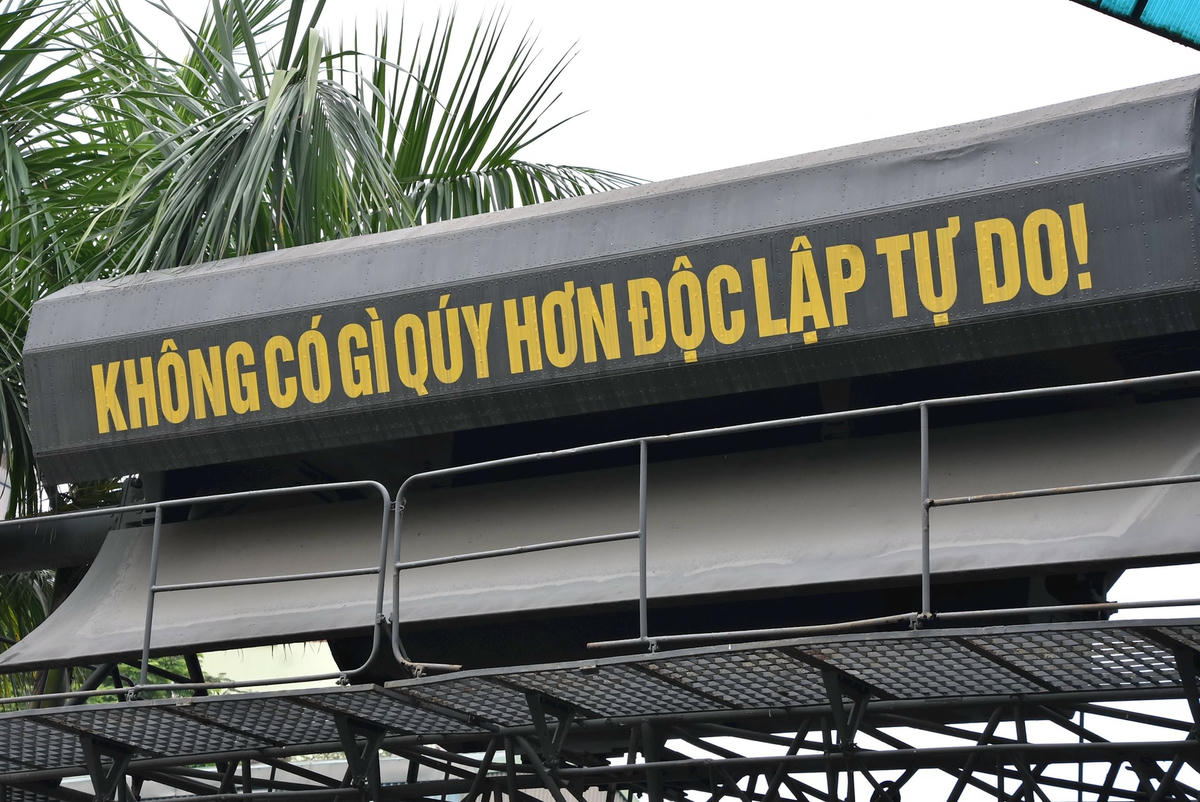 KHÔNG CÓ GÌ QÚY HƠN ĐỘC LẬP TỰ DO!